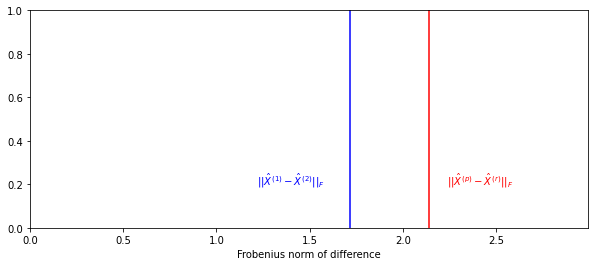 1.0
0.8
0.6
0.4
0.2
0.0
||X̂⁽¹⁾ − X̂⁽²⁾||_F
||X̂⁽ᵖ⁾ − X̂⁽ʳ⁾||_F
0.0 0.5 1.0 1.5 2.0 2.5
Frobenius norm of difference